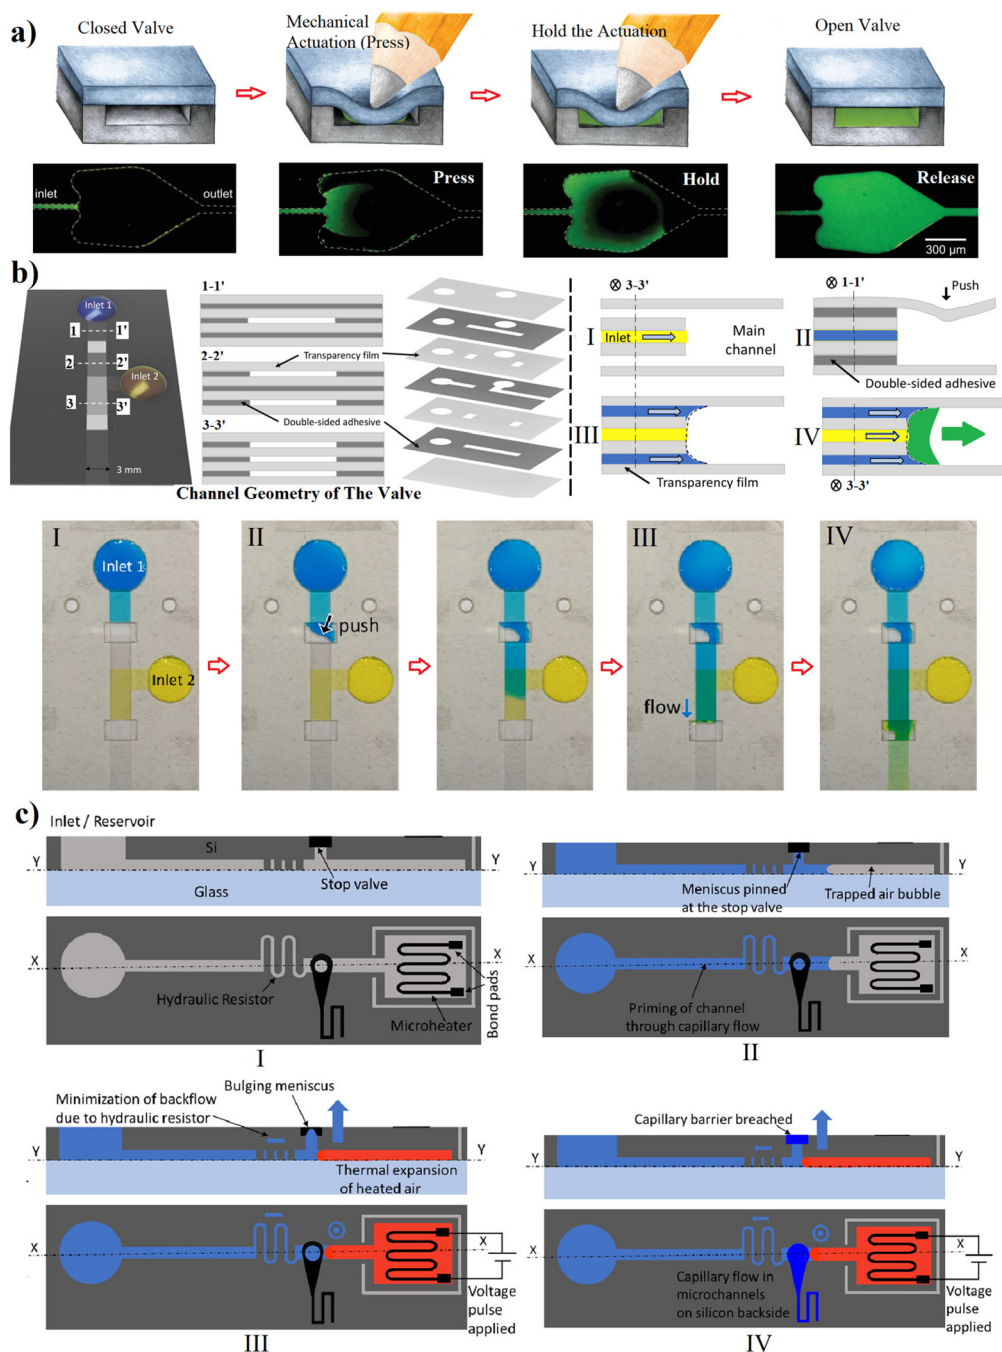 a)
Closed Valve
Mechanical
Actuation (Press)
Hold the Actuation
Open Valve
inlet
outlet
Press
Hold
Release
300 µm
b)
Inlet 1
1
1'
2
2'
Inlet 2
3
3'
3 mm
1-1'
2-2'
Transparency film
Double-sided adhesive
3-3'
Channel Geometry of The Valve
⊗ 3-3'
I
Inlet
Main
channel
⊗ 1-1'
Push
II
Double-sided adhesive
III
Transparency film
IV
⊗ 3-3'
I
Inlet 1
Inlet 2
II
push
III
flow
IV
c)
Inlet / Reservoir
Si
Y
Y
Stop valve
Glass
X
X
Hydraulic Resistor
Microheater
Bond pads
I
Y
Y
Meniscus pinned
at the stop valve
Trapped air bubble
X
X
Priming of channel
through capillary flow
II
Minimization of backflow
due to hydraulic resistor
Bulging meniscus
Y
Y
Thermal expansion
of heated air
X
X
Voltage
pulse
applied
III
Capillary barrier breached
Y
Y
X
X
Capillary flow in
microchannels
on silicon backside
Voltage
pulse
applied
IV